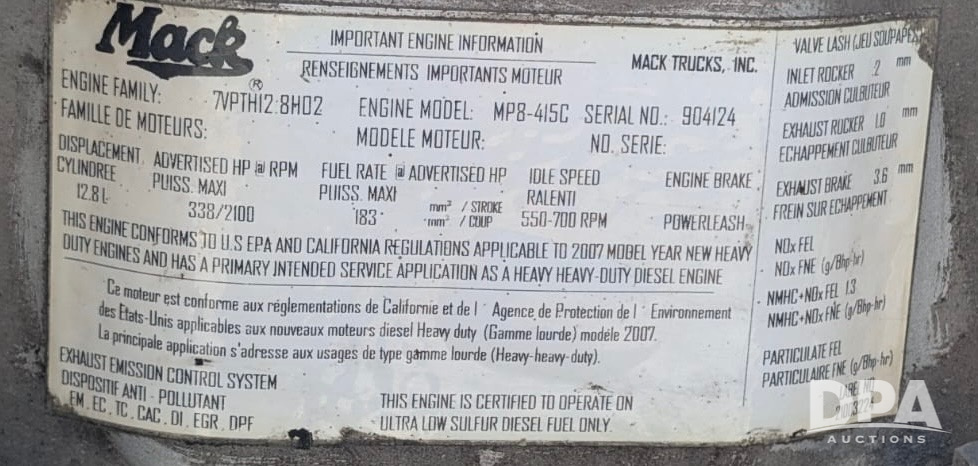 Mack ®
IMPORTANT ENGINE INFORMATION
RENSEIGNEMENTS IMPORTANTS MOTEUR
MACK TRUCKS, INC.
ENGINE FAMILY: 7VPTH12.8H02
FAMILLE DE MOTEURS:
ENGINE MODEL: MP8-415C SERIAL NO.: 904124
MODELE MOTEUR: NO. SERIE:
DISPLACEMENT
CYLINDREE
12.8L
ADVERTISED HP @ RPM
PUISS. MAXI
338/2100
FUEL RATE @ ADVERTISED HP
PUISS. MAXI
183 mm³ / STROKE
mm³ / COUP
IDLE SPEED
RALENTI
550-700 RPM
ENGINE BRAKE
POWERLEASH
THIS ENGINE CONFORMS TO U.S EPA AND CALIFORNIA REGULATIONS APPLICABLE TO 2007 MODEL YEAR NEW HEAVY
DUTY ENGINES AND HAS A PRIMARY INTENDED SERVICE APPLICATION AS A HEAVY HEAVY-DUTY DIESEL ENGINE
Ce moteur est conforme aux réglementations de Californie et de l ' Agence de Protection de l ' Environnement
des Etats-Unis applicables aux nouveaux moteurs diesel Heavy duty (Gamme lourde) modèle 2007.
La principale application s'adresse aux usages de type gamme lourde (Heavy-heavy-duty).
EXHAUST EMISSION CONTROL SYSTEM
DISPOSITIF ANTI - POLLUTANT
EM, EC, TC, CAC, DI, EGR, DPF
THIS ENGINE IS CERTIFIED TO OPERATE ON
ULTRA LOW SULFUR DIESEL FUEL ONLY.
VALVE LASH (JEU SOUPAPES)
INLET ROCKER .2 mm
ADMISSION CULBUTEUR
EXHAUST ROCKER 1.0 mm
ECHAPPEMENT CULBUTEUR
EXHAUST BRAKE 3.6 mm
FREIN SUR ECHAPPEMENT
NOx FEL
NOx FNE (g/Bhp-hr)
NMHC+NOx FEL 1.3
NMHC+NOx FNE (g/Bhp-hr)
PARTICULATE FEL
PARTICULAIRE FNE (g/Bhp-hr)
DPA
AUCTIONS